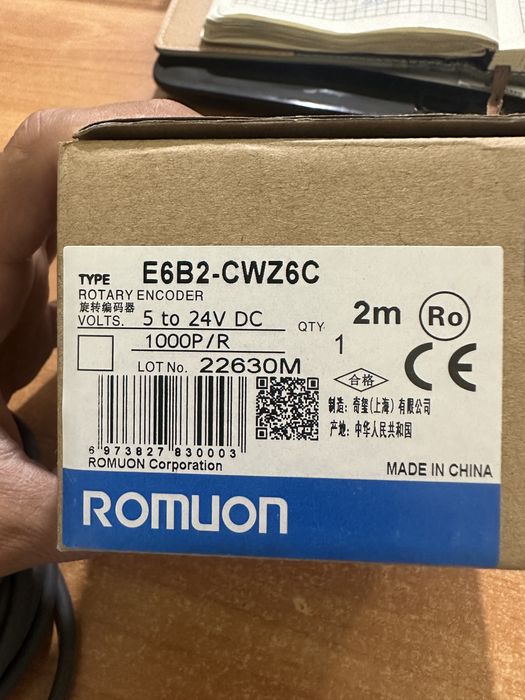 TYPE E6B2-CWZ6C
ROTARY ENCODER
旋转编码器
VOLTS. 5 to 24V DC
1000P/R
QTY. 1
2m Ro
LOT No. 22630M
合格
CE
制造: 奇玺(上海)有限公司
产地: 中华人民共和国
6 973827 830003
ROMUON Corporation
MADE IN CHINA
ROMUON